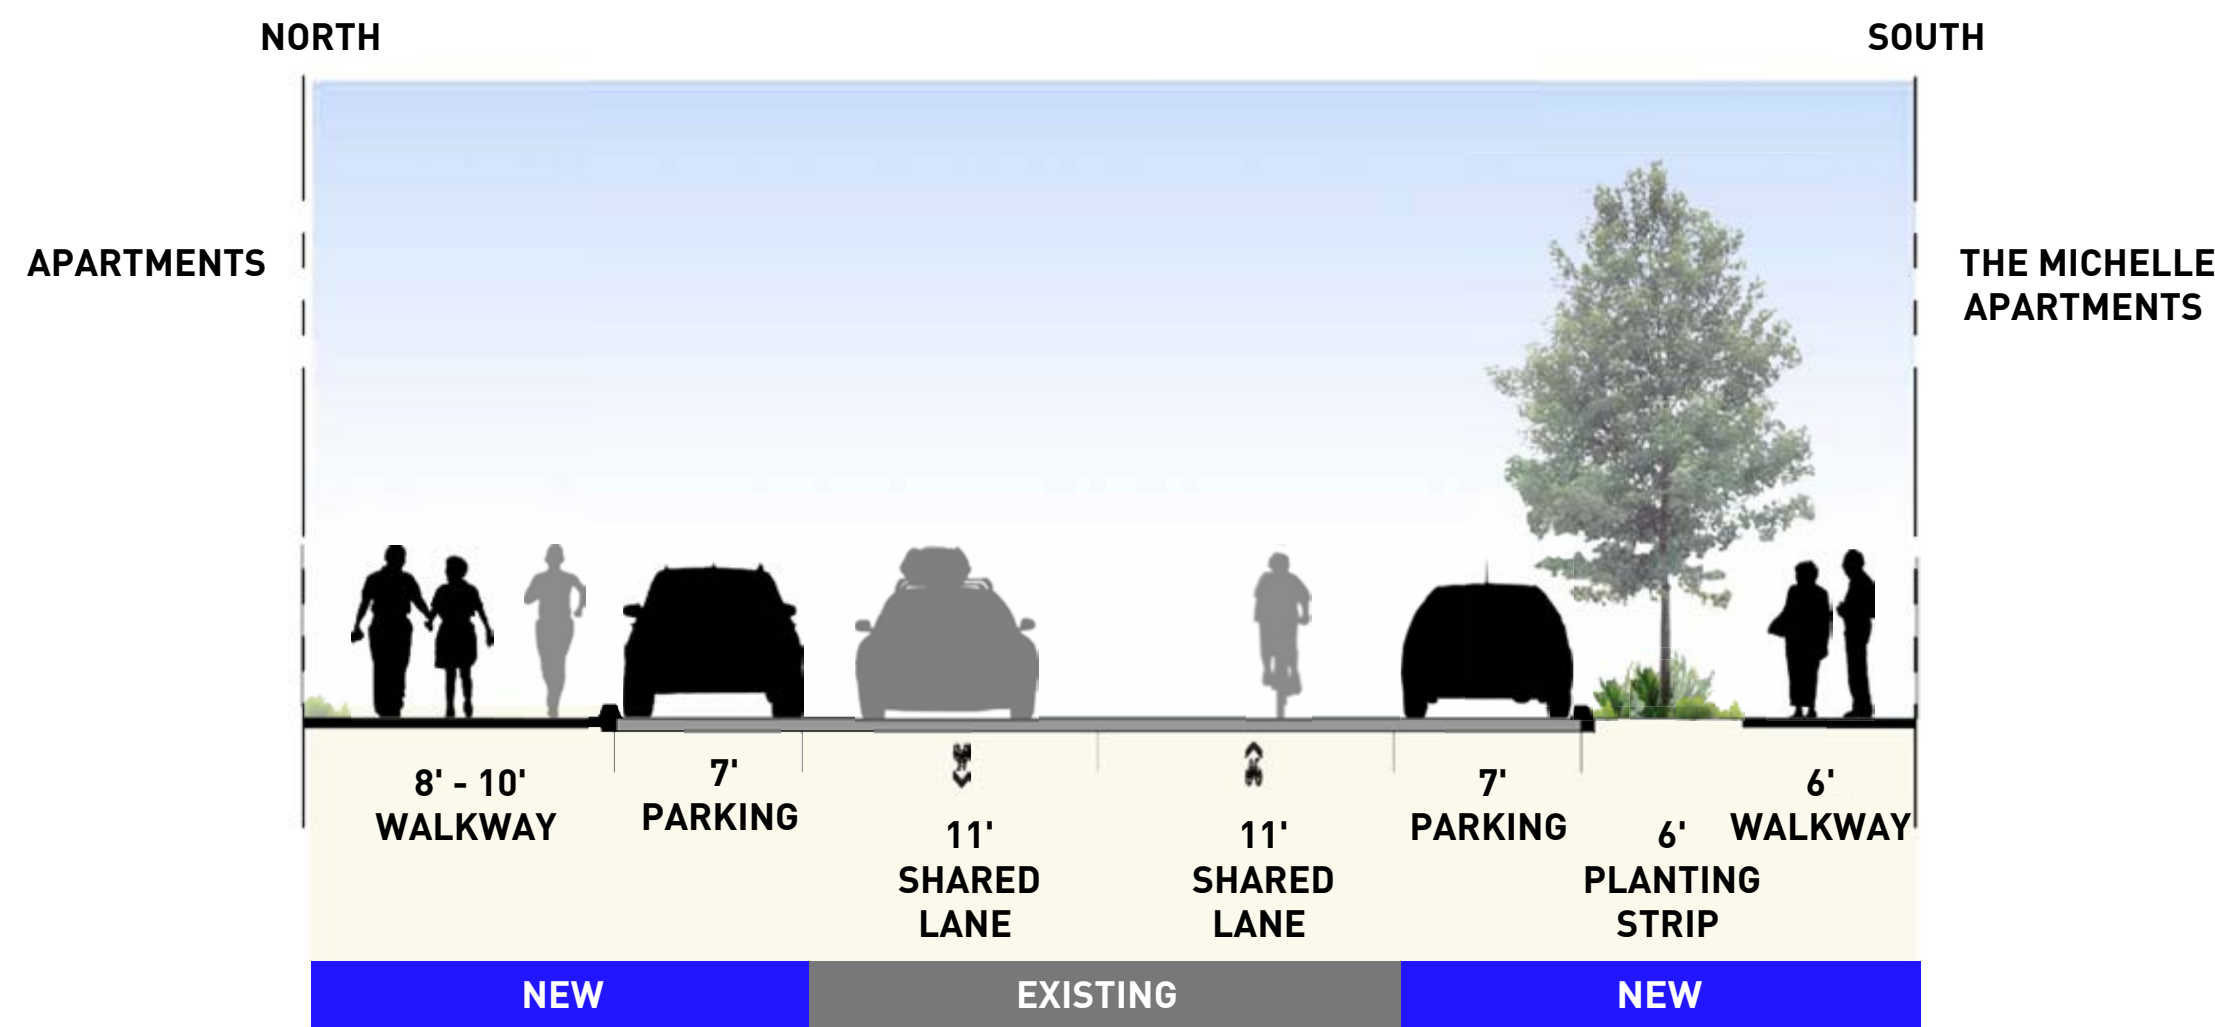 NORTH
SOUTH
APARTMENTS
THE MICHELLE
APARTMENTS
8' - 10'
WALKWAY
7'
PARKING
11'
SHARED
LANE
11'
SHARED
LANE
7'
PARKING
6'
PLANTING
STRIP
6'
WALKWAY
NEW
EXISTING
NEW